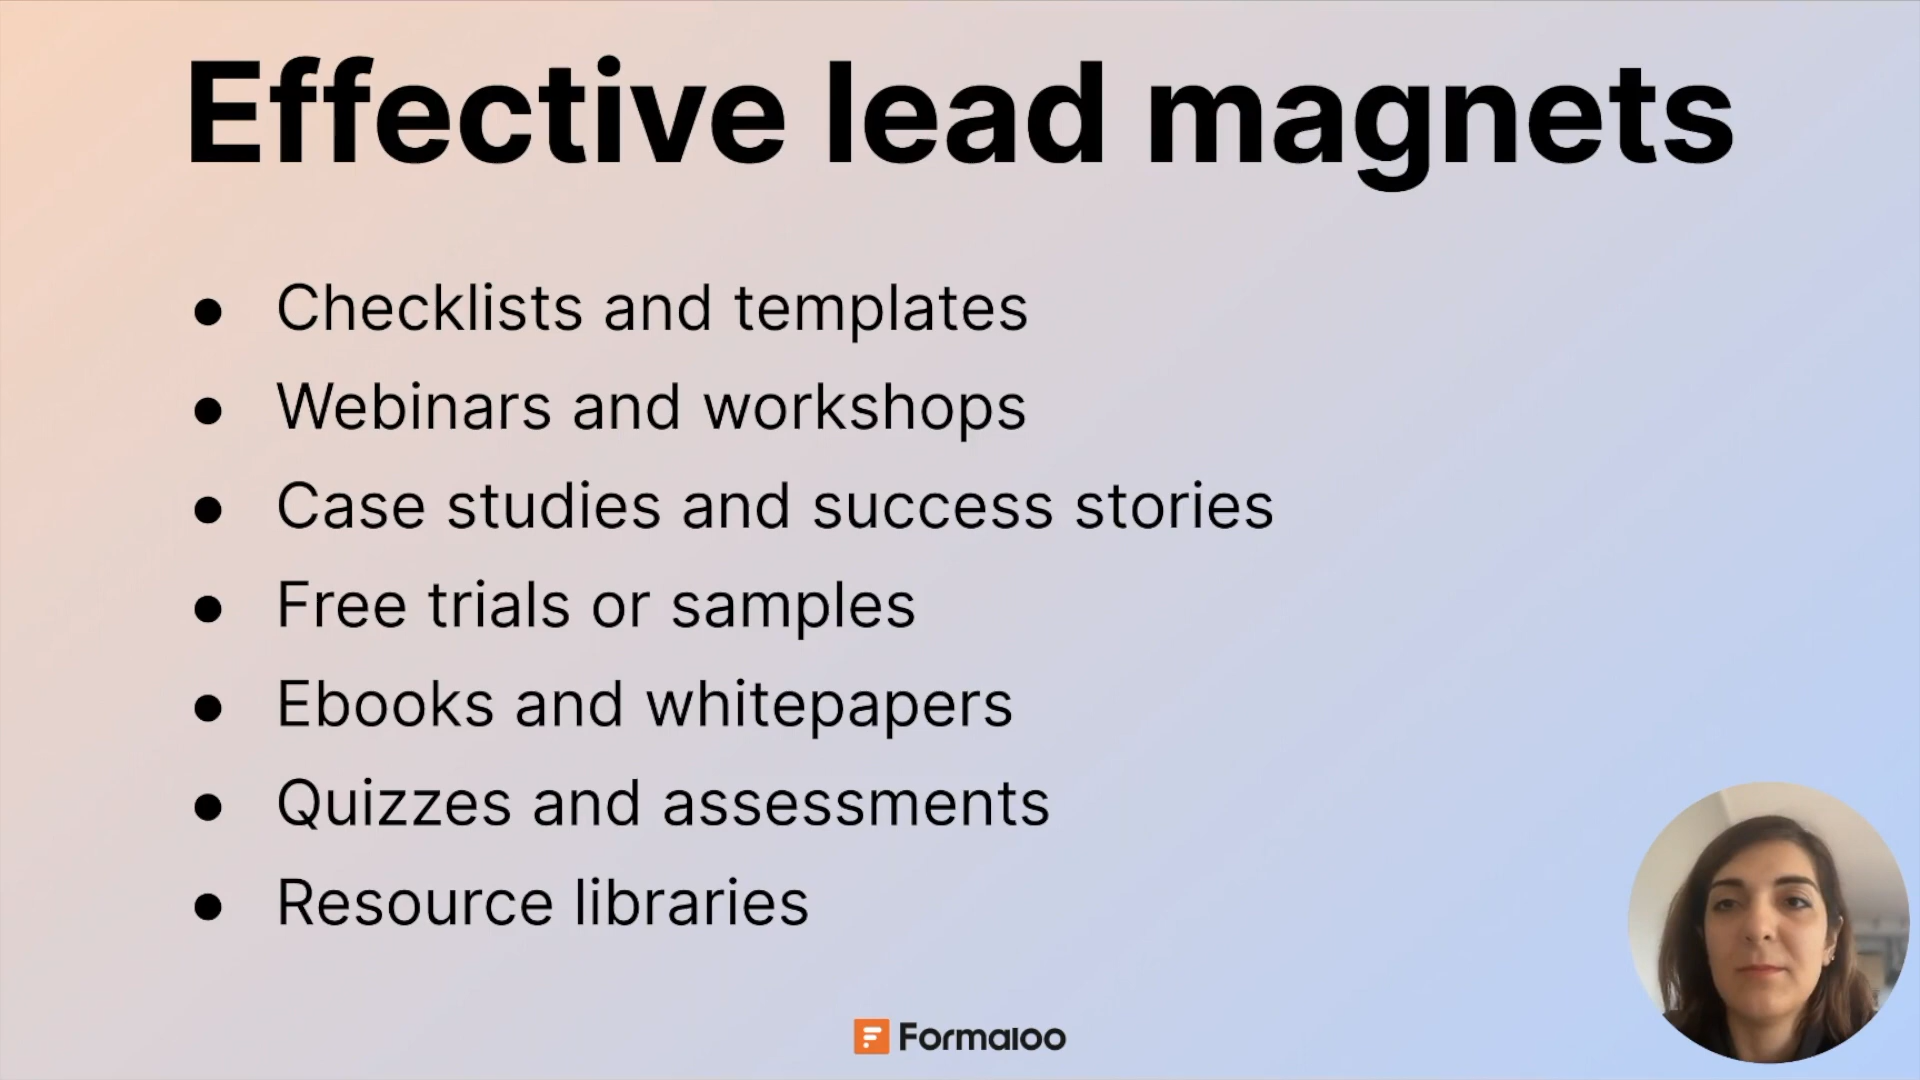 Effective lead magnets
● Checklists and templates
● Webinars and workshops
● Case studies and success stories
● Free trials or samples
● Ebooks and whitepapers
● Quizzes and assessments
● Resource libraries
Formaloo